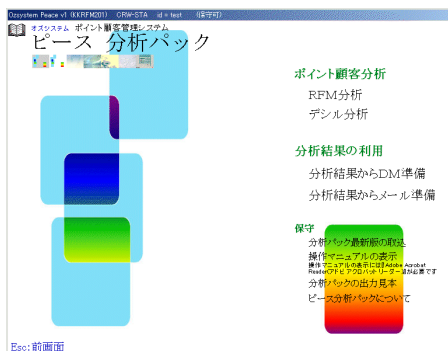 Ozsystem Peace v1 (KKRFM201) ORW-STA id = test (保守可)
オズシステム ポイント顧客管理システム
ピース 分析パック
ポイント顧客分析
RFM分析
デシル分析
分析結果の利用
分析結果からDM準備
分析結果からメール準備
保守
分析パック最新版の取込
操作マニュアルの表示
操作マニュアルの表示にはAdobe Acrobat
Reader(アドビ アクロバット リーダー)が必要です
分析パックの出力見本
ピース分析パックについて
Esc:前画面